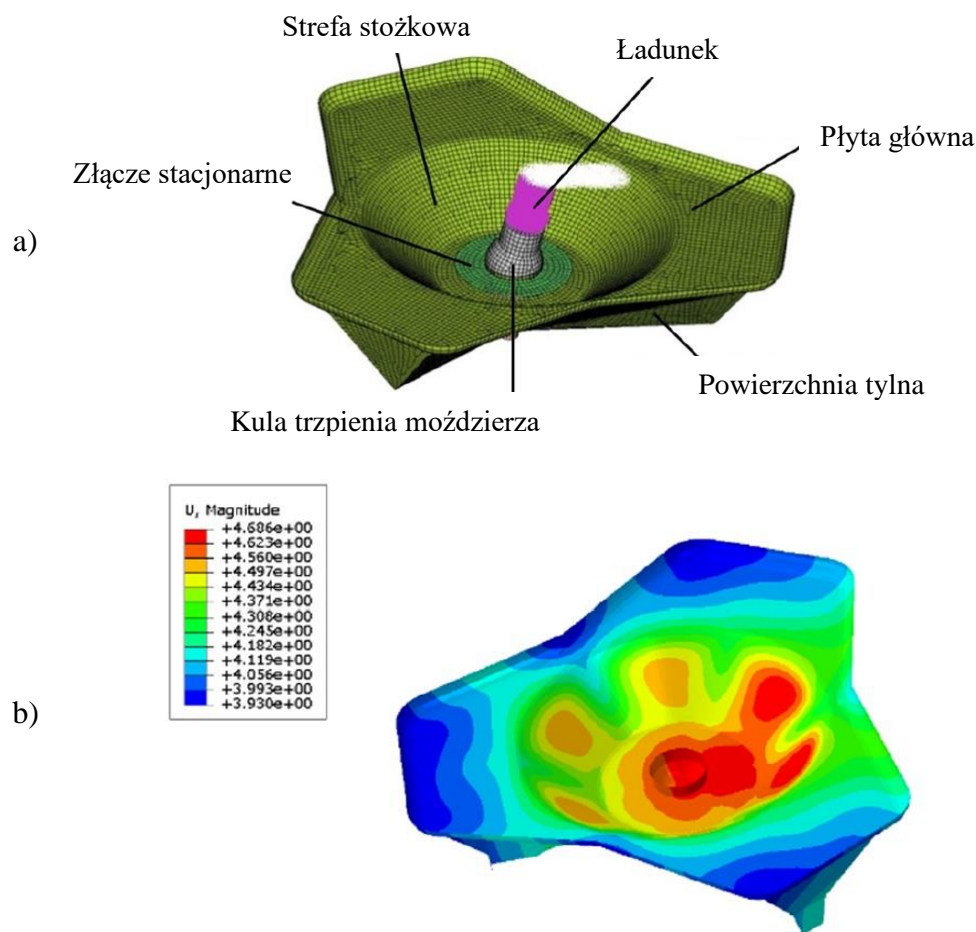 Strefa stożkowa
Ładunek
Płyta główna
Złącze stacjonarne
a)
Powierzchnia tylna
Kula trzpienia moździerza
U, Magnitude
+4.686e+00
+4.623e+00
+4.560e+00
+4.497e+00
+4.434e+00
+4.371e+00
+4.308e+00
+4.245e+00
+4.182e+00
+4.119e+00
+4.056e+00
+3.993e+00
+3.930e+00
b)